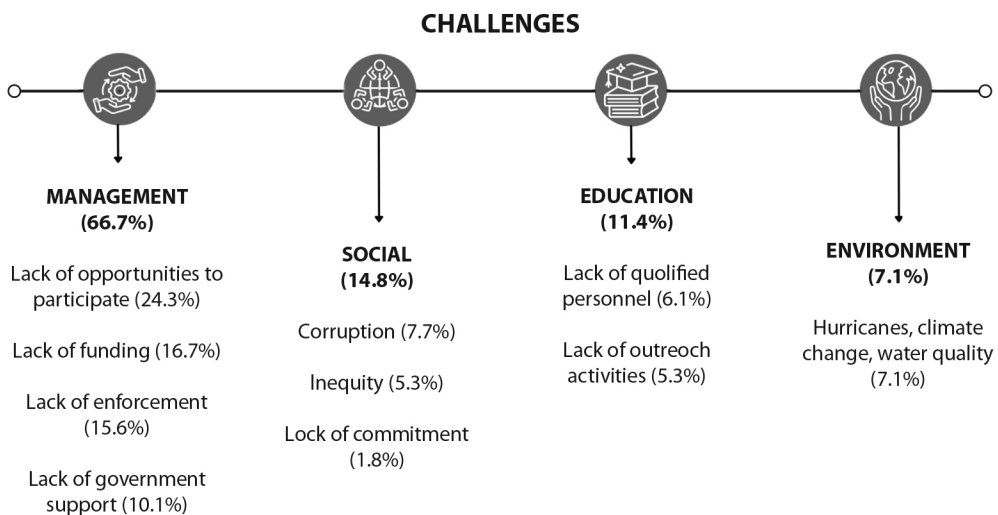 CHALLENGES
MANAGEMENT
(66.7%)
Lack of opportunities to
participate (24.3%)
Lack of funding (16.7%)
Lack of enforcement
(15.6%)
Lack of government
support (10.1%)
SOCIAL
(14.8%)
Corruption (7.7%)
Inequity (5.3%)
Lock of commitment
(1.8%)
EDUCATION
(11.4%)
Lack of quolified
personnel (6.1%)
Lack of outreoch
activities (5.3%)
ENVIRONMENT
(7.1%)
Hurricanes, climate
change, water quality
(7.1%)